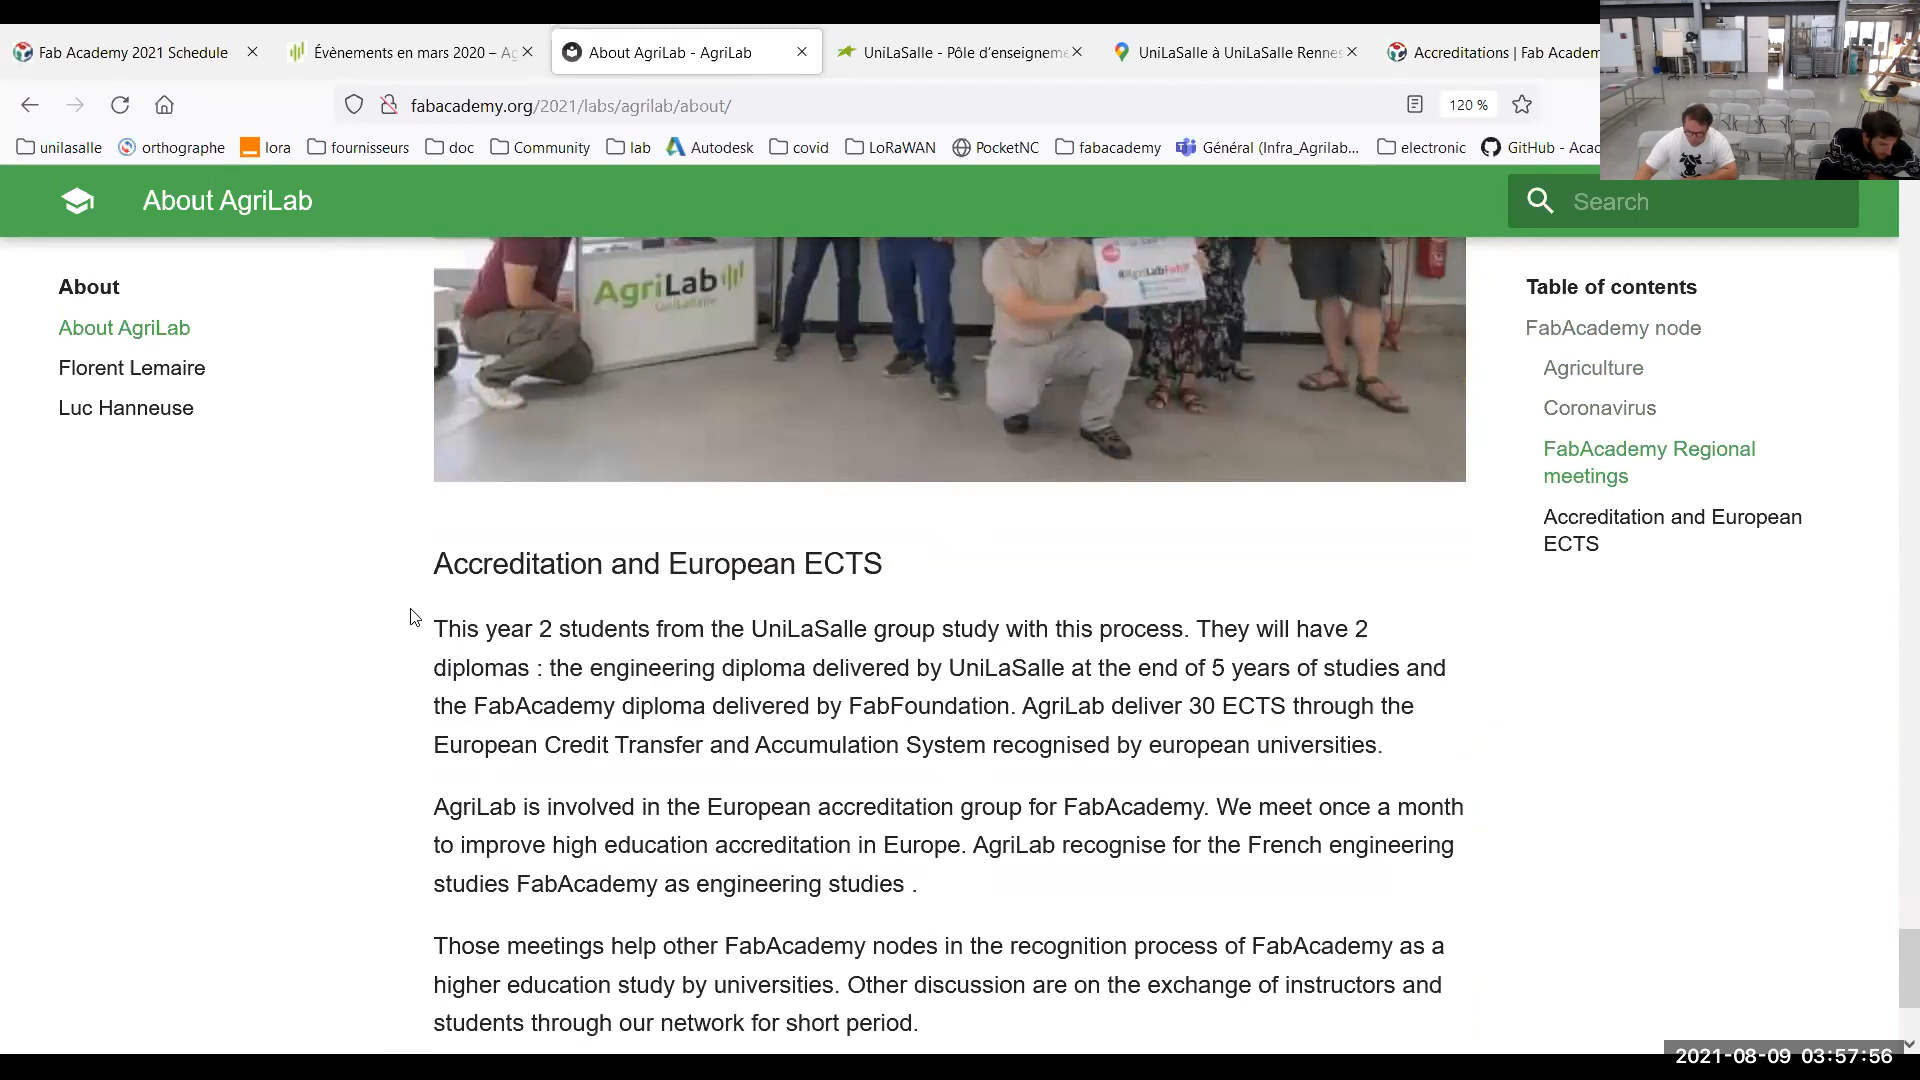 Fab Academy 2021 Schedule
Évènements en mars 2020 – Ag
About AgriLab - AgriLab
UniLaSalle - Pôle d'enseigneme
UniLaSalle à UniLaSalle Rennes
Accreditations | Fab Academ
fabacademy.org/2021/labs/agrilab/about/
120 %
unilasalle
orthographe
lora
fournisseurs
doc
Community
lab
Autodesk
covid
LoRaWAN
PocketNC
fabacademy
Général (Infra_Agrilab...
electronic
GitHub - Acad
About AgriLab
Search
About
About AgriLab
Florent Lemaire
Luc Hanneuse
AgriLab
UniLaSalle
Table of contents
FabAcademy node
Agriculture
Coronavirus
FabAcademy Regional
meetings
Accreditation and European
ECTS
Accreditation and European ECTS
This year 2 students from the UniLaSalle group study with this process. They will have 2
diplomas : the engineering diploma delivered by UniLaSalle at the end of 5 years of studies and
the FabAcademy diploma delivered by FabFoundation. AgriLab deliver 30 ECTS through the
European Credit Transfer and Accumulation System recognised by european universities.
AgriLab is involved in the European accreditation group for FabAcademy. We meet once a month
to improve high education accreditation in Europe. AgriLab recognise for the French engineering
studies FabAcademy as engineering studies .
Those meetings help other FabAcademy nodes in the recognition process of FabAcademy as a
higher education study by universities. Other discussion are on the exchange of instructors and
students through our network for short period.
2021-08-09 03:57:56